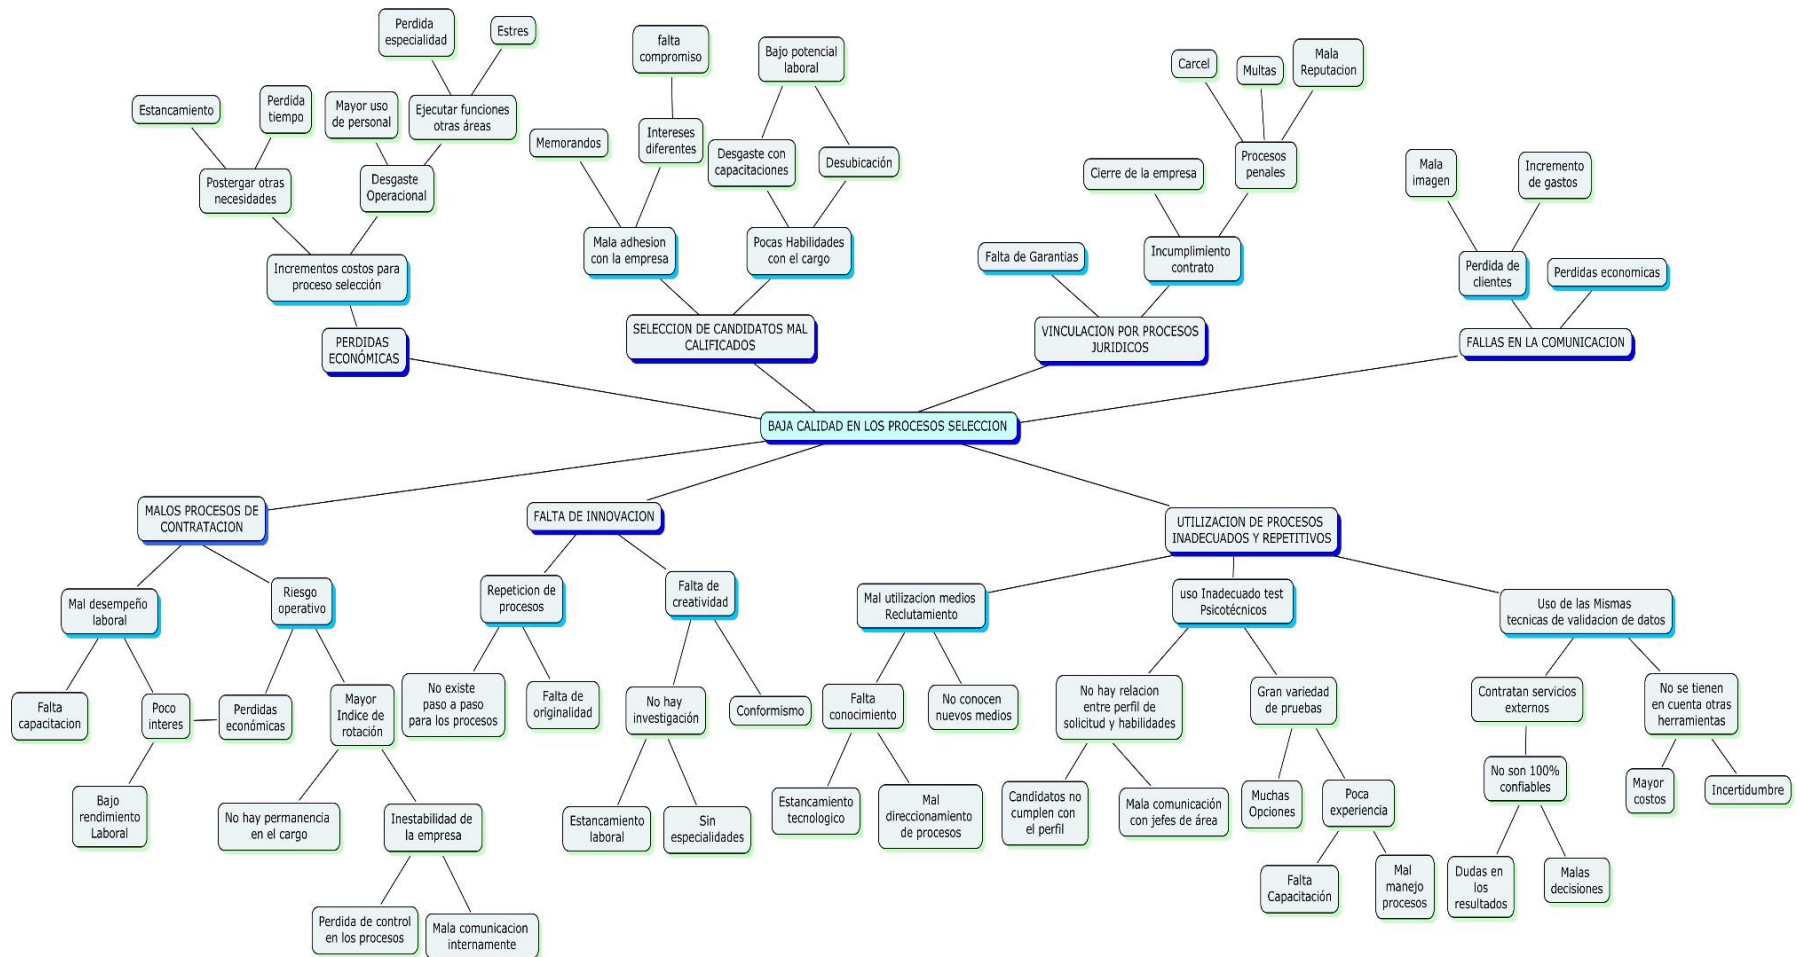 Perdida
especialidad
Estres
falta
compromiso
Bajo potencial
laboral
Carcel
Multas
Mala
Reputacion
Estancamiento
Perdida
tiempo
Mayor uso
de personal
Ejecutar funciones
otras áreas
Memorandos
Intereses
diferentes
Desgaste con
capacitaciones
Desubicación
Cierre de la empresa
Procesos
penales
Mala
imagen
Incremento
de gastos
Postergar otras
necesidades
Desgaste
Operacional
Mala adhesion
con la empresa
Pocas Habilidades
con el cargo
Falta de Garantias
Incumplimiento
contrato
Perdida de
clientes
Perdidas economicas
Incrementos costos para
proceso selección
PERDIDAS
ECONÓMICAS
SELECCION DE CANDIDATOS MAL
CALIFICADOS
VINCULACION POR PROCESOS
JURIDICOS
FALLAS EN LA COMUNICACION
BAJA CALIDAD EN LOS PROCESOS SELECCION
MALOS PROCESOS DE
CONTRATACION
FALTA DE INNOVACION
UTILIZACION DE PROCESOS
INADECUADOS Y REPETITIVOS
Mal desempeño
laboral
Riesgo
operativo
Repeticion de
procesos
Falta de
creatividad
Mal utilizacion medios
Reclutamiento
uso Inadecuado test
Psicotécnicos
Uso de las Mismas
tecnicas de validacion de datos
Falta
capacitacion
Poco
interes
Perdidas
económicas
Mayor
Indice de
rotación
No existe
paso a paso
para los procesos
Falta de
originalidad
No hay
investigación
Conformismo
Falta
conocimiento
No conocen
nuevos medios
No hay relacion
entre perfil de
solicitud y habilidades
Gran variedad
de pruebas
Contratan servicios
externos
No se tienen
en cuenta otras
herramientas
Bajo
rendimiento
Laboral
No hay permanencia
en el cargo
Inestabilidad de
la empresa
Estancamiento
laboral
Sin
especialidades
Estancamiento
tecnologico
Mal
direccionamiento
de procesos
Candidatos no
cumplen con
el perfil
Mala comunicación
con jefes de área
Muchas
Opciones
Poca
experiencia
No son 100%
confiables
Mayor
costos
Incertidumbre
Perdida de control
en los procesos
Mala comunicacion
internamente
Falta
Capacitación
Mal
manejo
procesos
Dudas en
los
resultados
Malas
decisiones